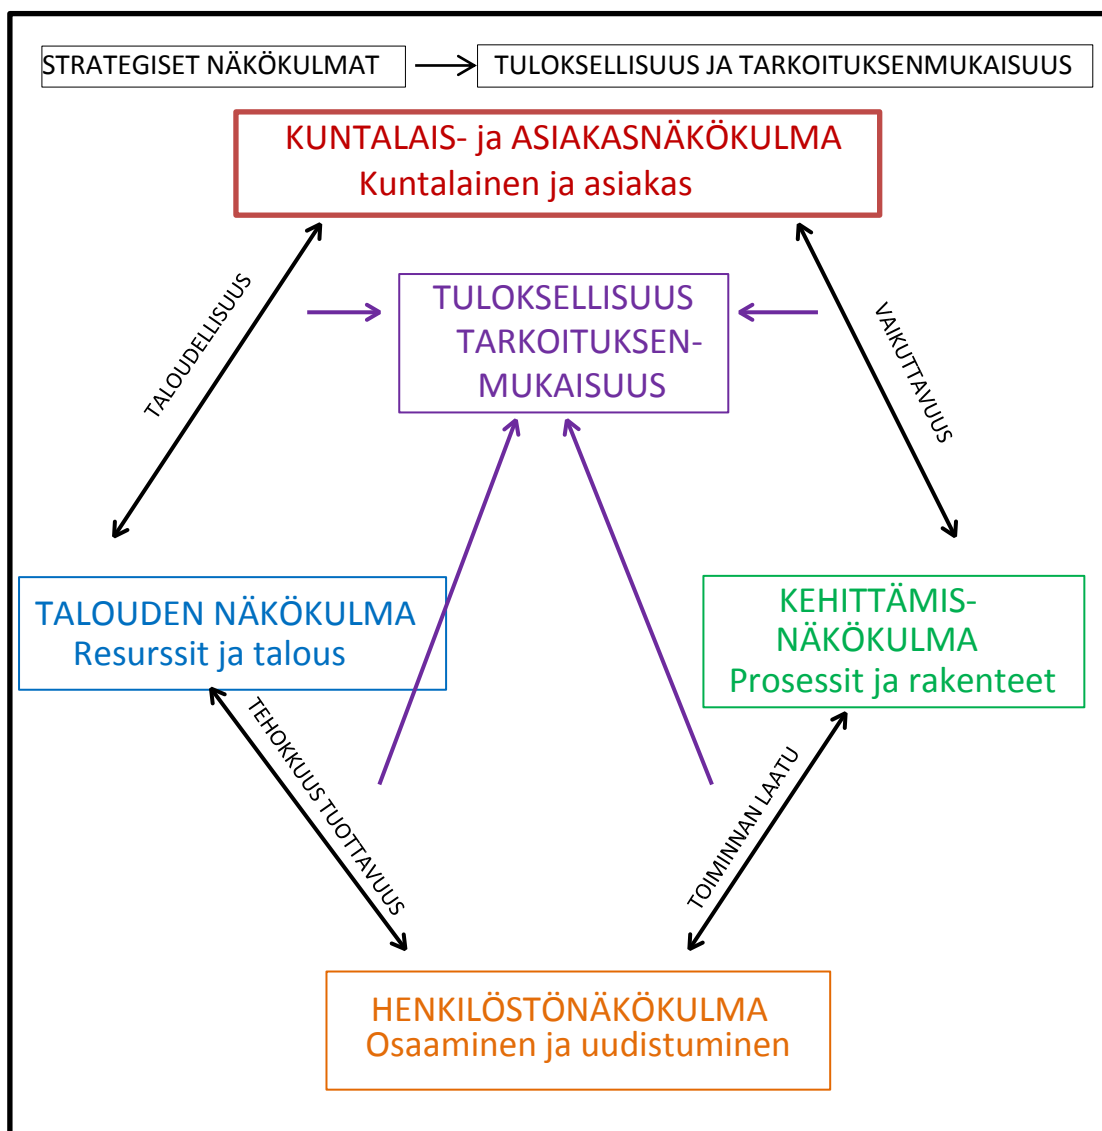 STRATEGISET NÄKÖKULMAT
TULOKSELLISUUS JA TARKOITUKSENMUKAISUUS
KUNTALAIS- ja ASIAKASNÄKÖKULMA
Kuntalainen ja asiakas
TALOUDELLISUUS
TULOKSELLISUUS
TARKOITUKSEN-
MUKAISUUS
VAIKUTTAVUUS
TALOUDEN NÄKÖKULMA
Resurssit ja talous
KEHITTÄMIS-
NÄKÖKULMA
Prosessit ja rakenteet
TEHOKKUUS TUOTTAVUUS
TOIMINNAN LAATU
HENKILÖSTÖNÄKÖKULMA
Osaaminen ja uudistuminen